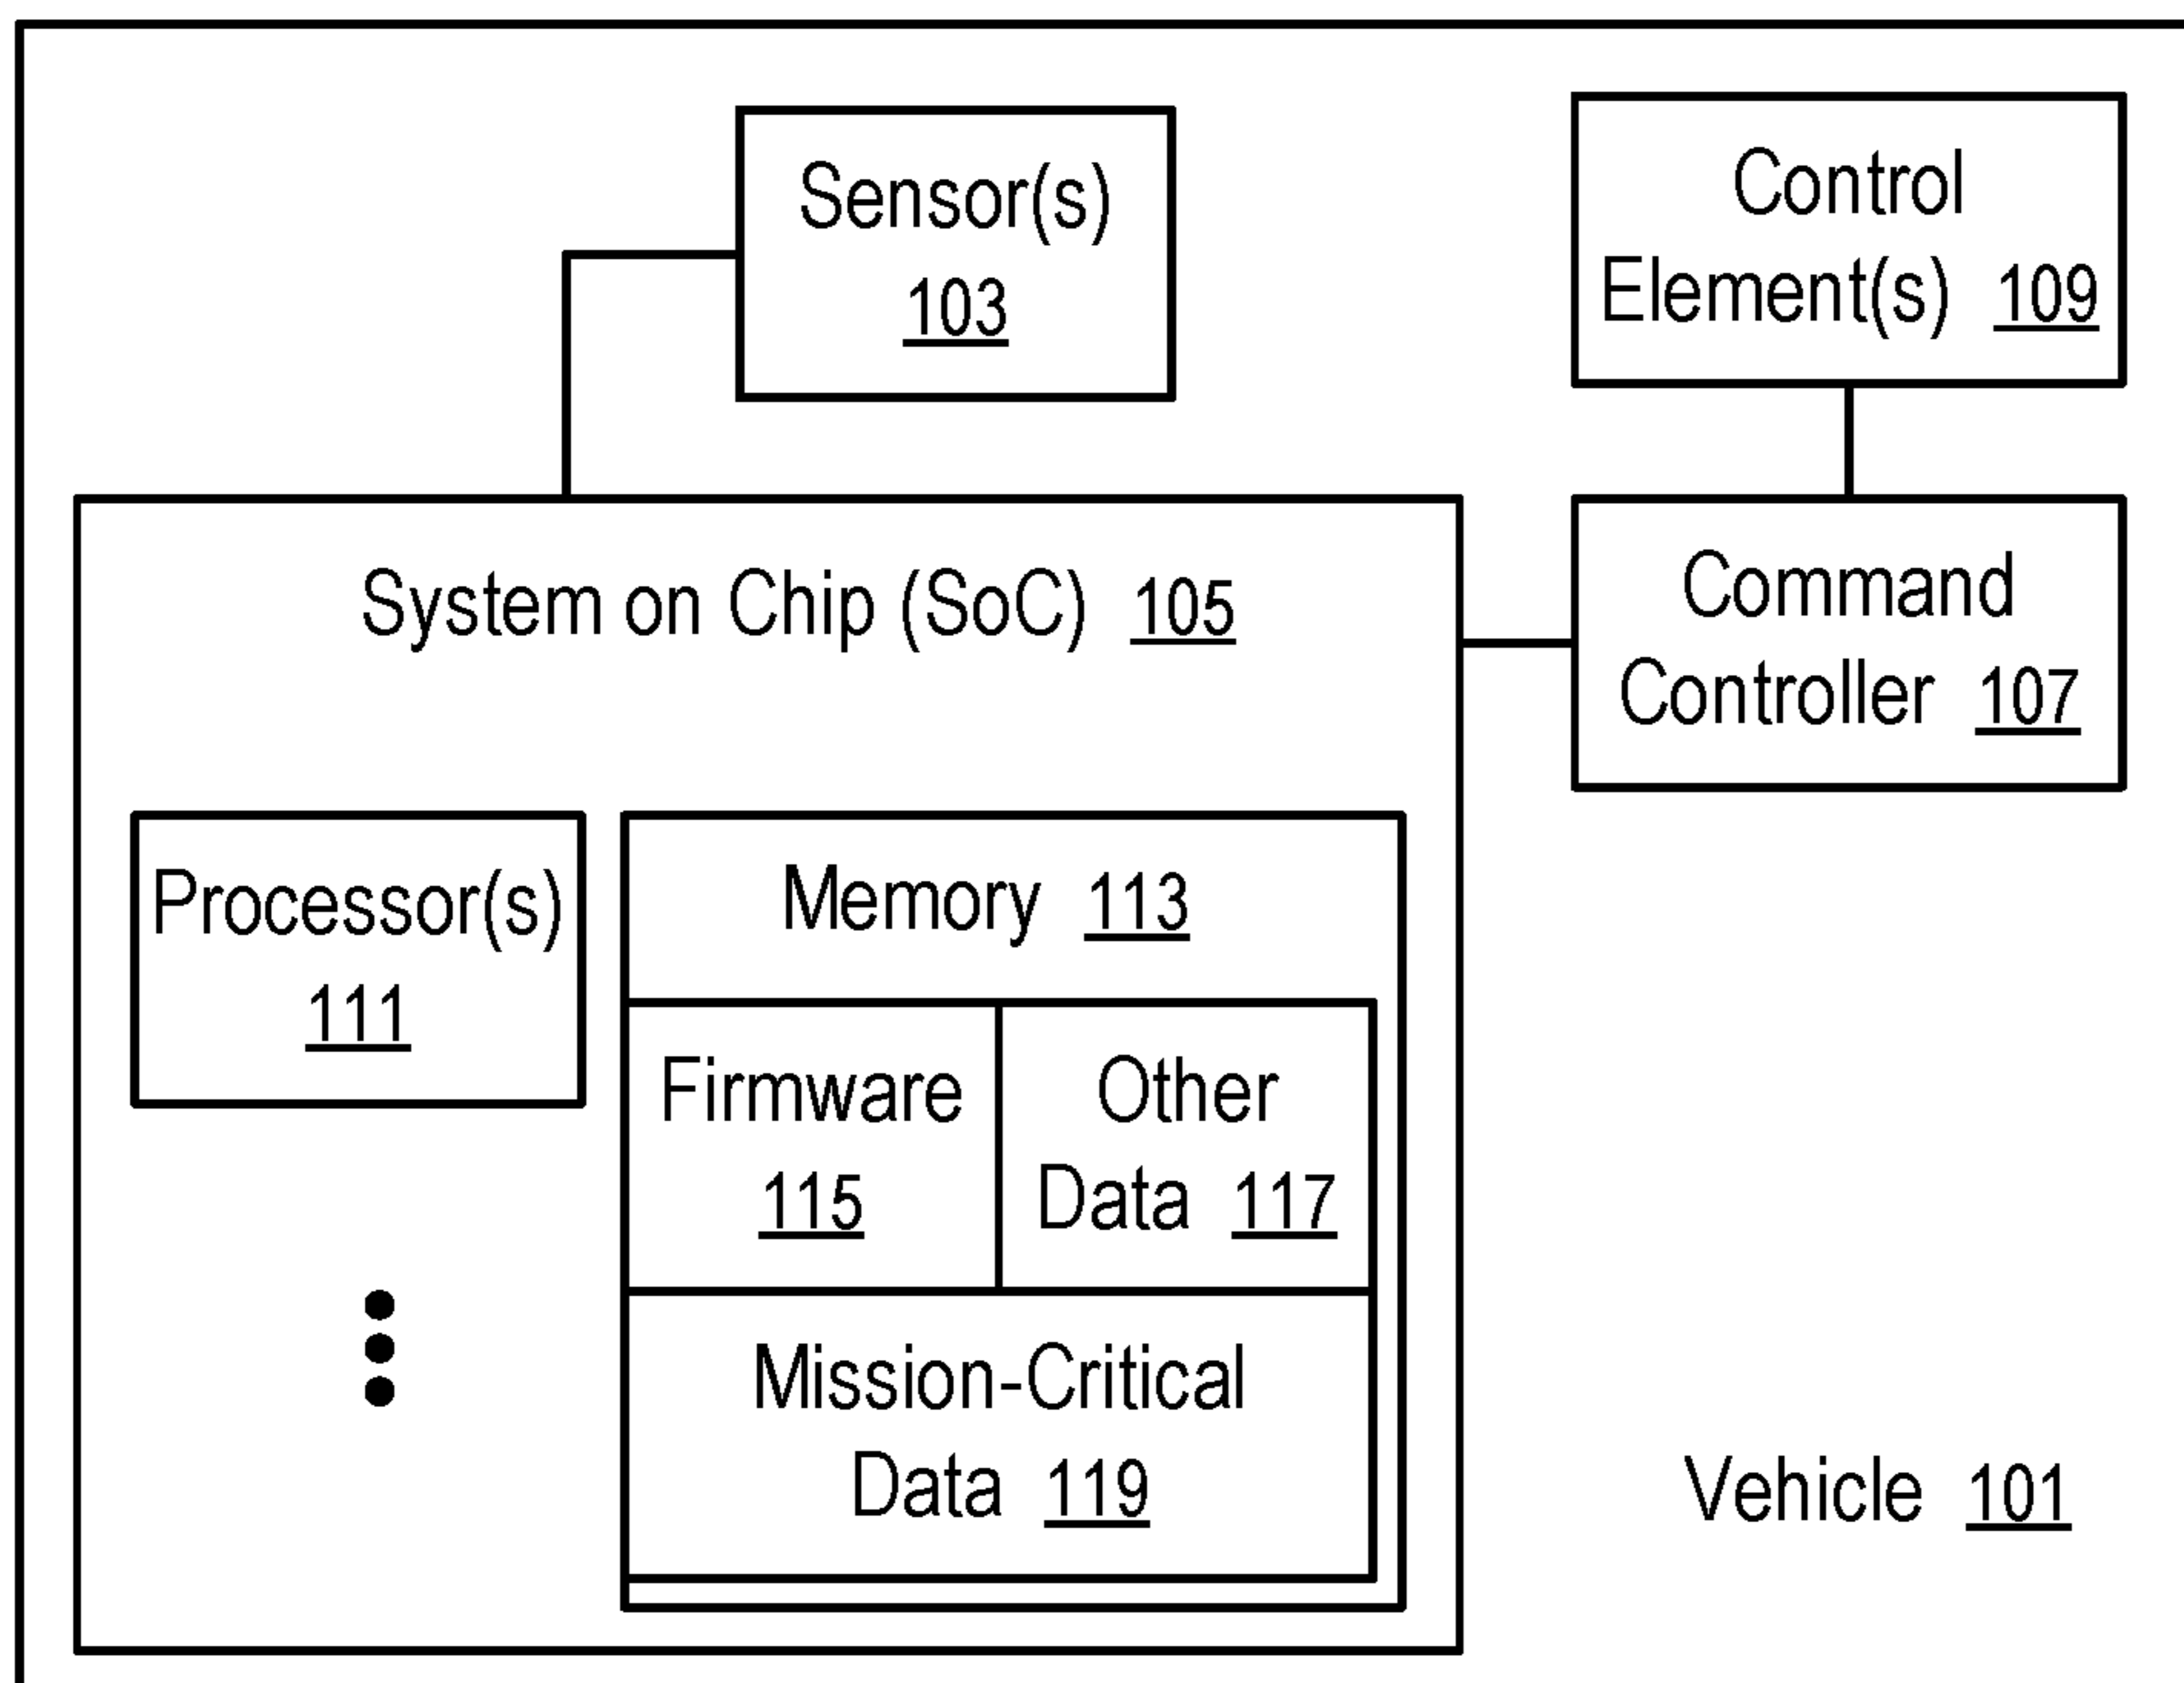 Sensor(s)
103
Control
Element(s) 109
System on Chip (SoC) 105
Command
Controller 107
Processor(s)
111
Memory 113
Firmware
115
Other
Data 117
Mission-Critical
Data 119
Vehicle 101